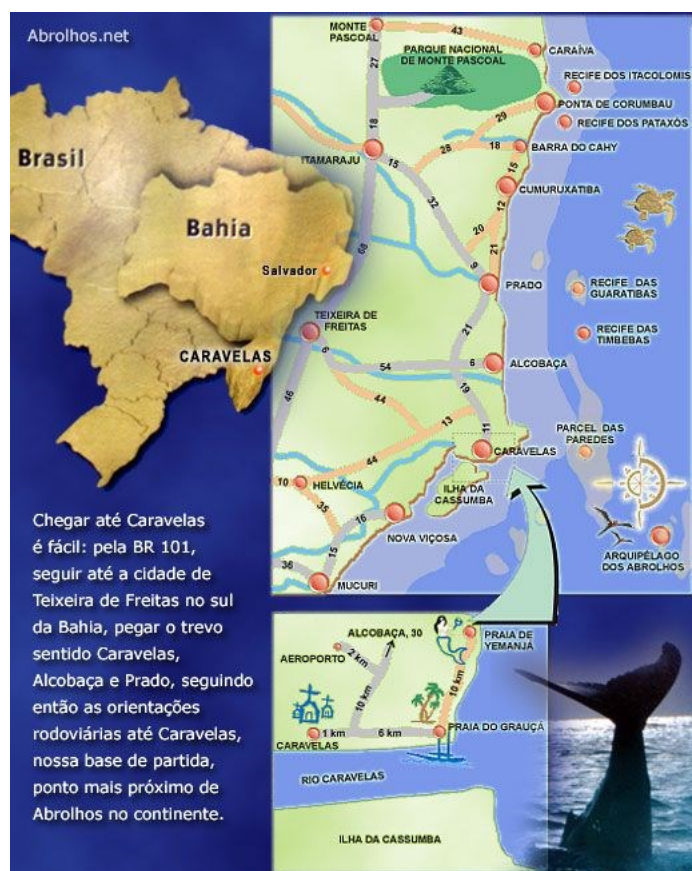 Abrolhos.net
Brasil
Bahia
Salvador
CARAVELAS
MONTE
PASCOAL
43
CARAÍVA
PARQUE NACIONAL
DE MONTE PASCOAL
27
RECIFE DOS ITACOLOMIS
PONTA DE CORUMBAU
18
29
RECIFE DOS PATAXÓS
ITAMARAJU
15
28
18
BARRA DO CAHY
15
CUMURUXATIBA
32
12
20
21
68
9
PRADO
RECIFE DAS
GUARATIBAS
TEIXEIRA DE
FREITAS
21
RECIFE DAS
TIMBEBAS
6
54
6
ALCOBAÇA
46
44
19
13
11
PARCEL DAS
PAREDES
CARAVELAS
44
10
HELVÉCIA
ILHA DA
CASSUMBA
35
16
NOVA VIÇOSA
15
36
MUCURI
ARQUIPÉLAGO
DOS ABROLHOS
Chegar até Caravelas
é fácil: pela BR 101,
seguir até a cidade de
Teixeira de Freitas no sul
da Bahia, pegar o trevo
sentido Caravelas,
Alcobaça e Prado, seguindo
então as orientações
rodoviárias até Caravelas,
nossa base de partida,
ponto mais próximo de
Abrolhos no continente.
ALCOBAÇA, 30
PRAIA DE
YEMANJÁ
AEROPORTO
2 km
10 km
10 km
CARAVELAS
1 km
6 km
PRAIA DO GRAUÇÁ
RIO CARAVELAS
ILHA DA CASSUMBA